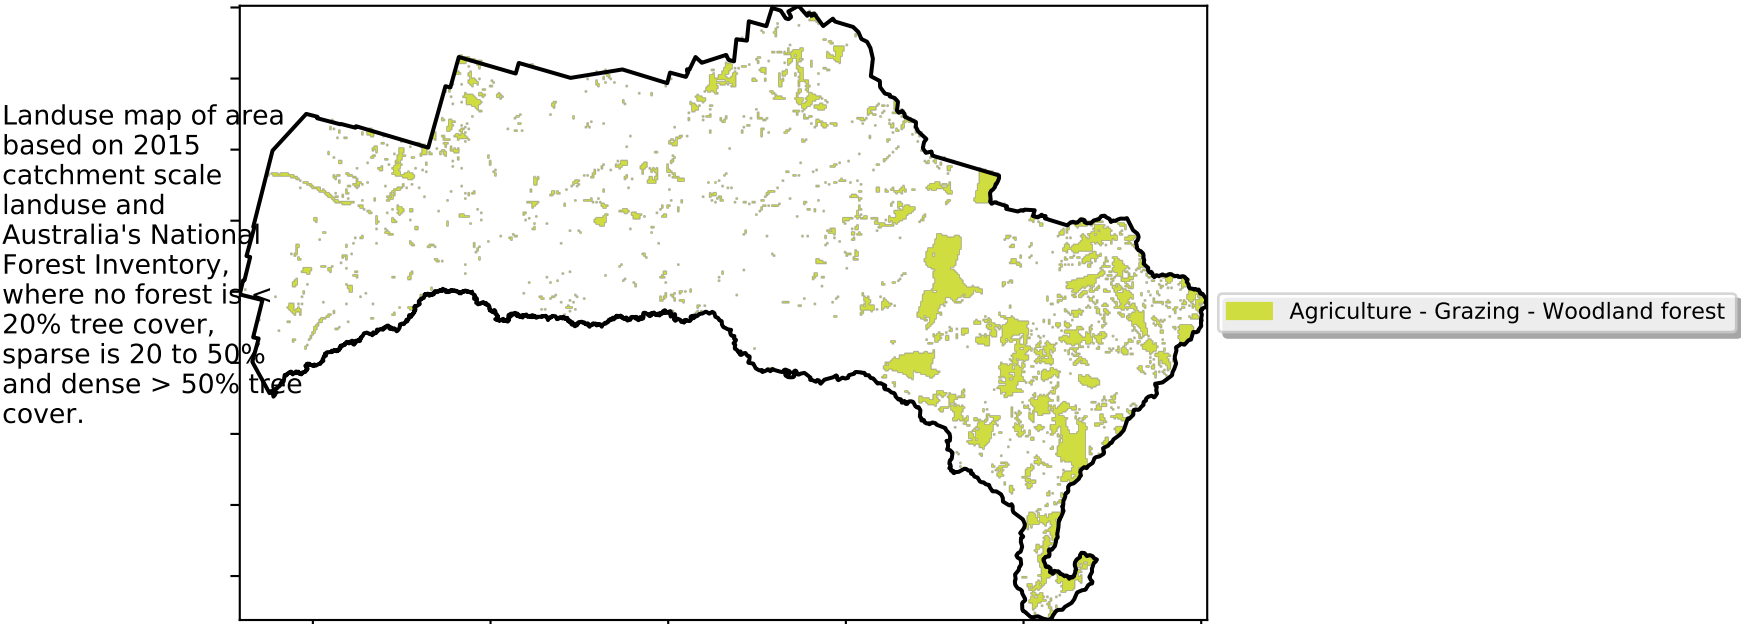 Landuse map of area
based on 2015
catchment scale
landuse and
Australia's National
Forest Inventory,
where no forest is <
20% tree cover,
sparse is 20 to 50%
and dense > 50% tree
cover.
Agriculture - Grazing - Woodland forest